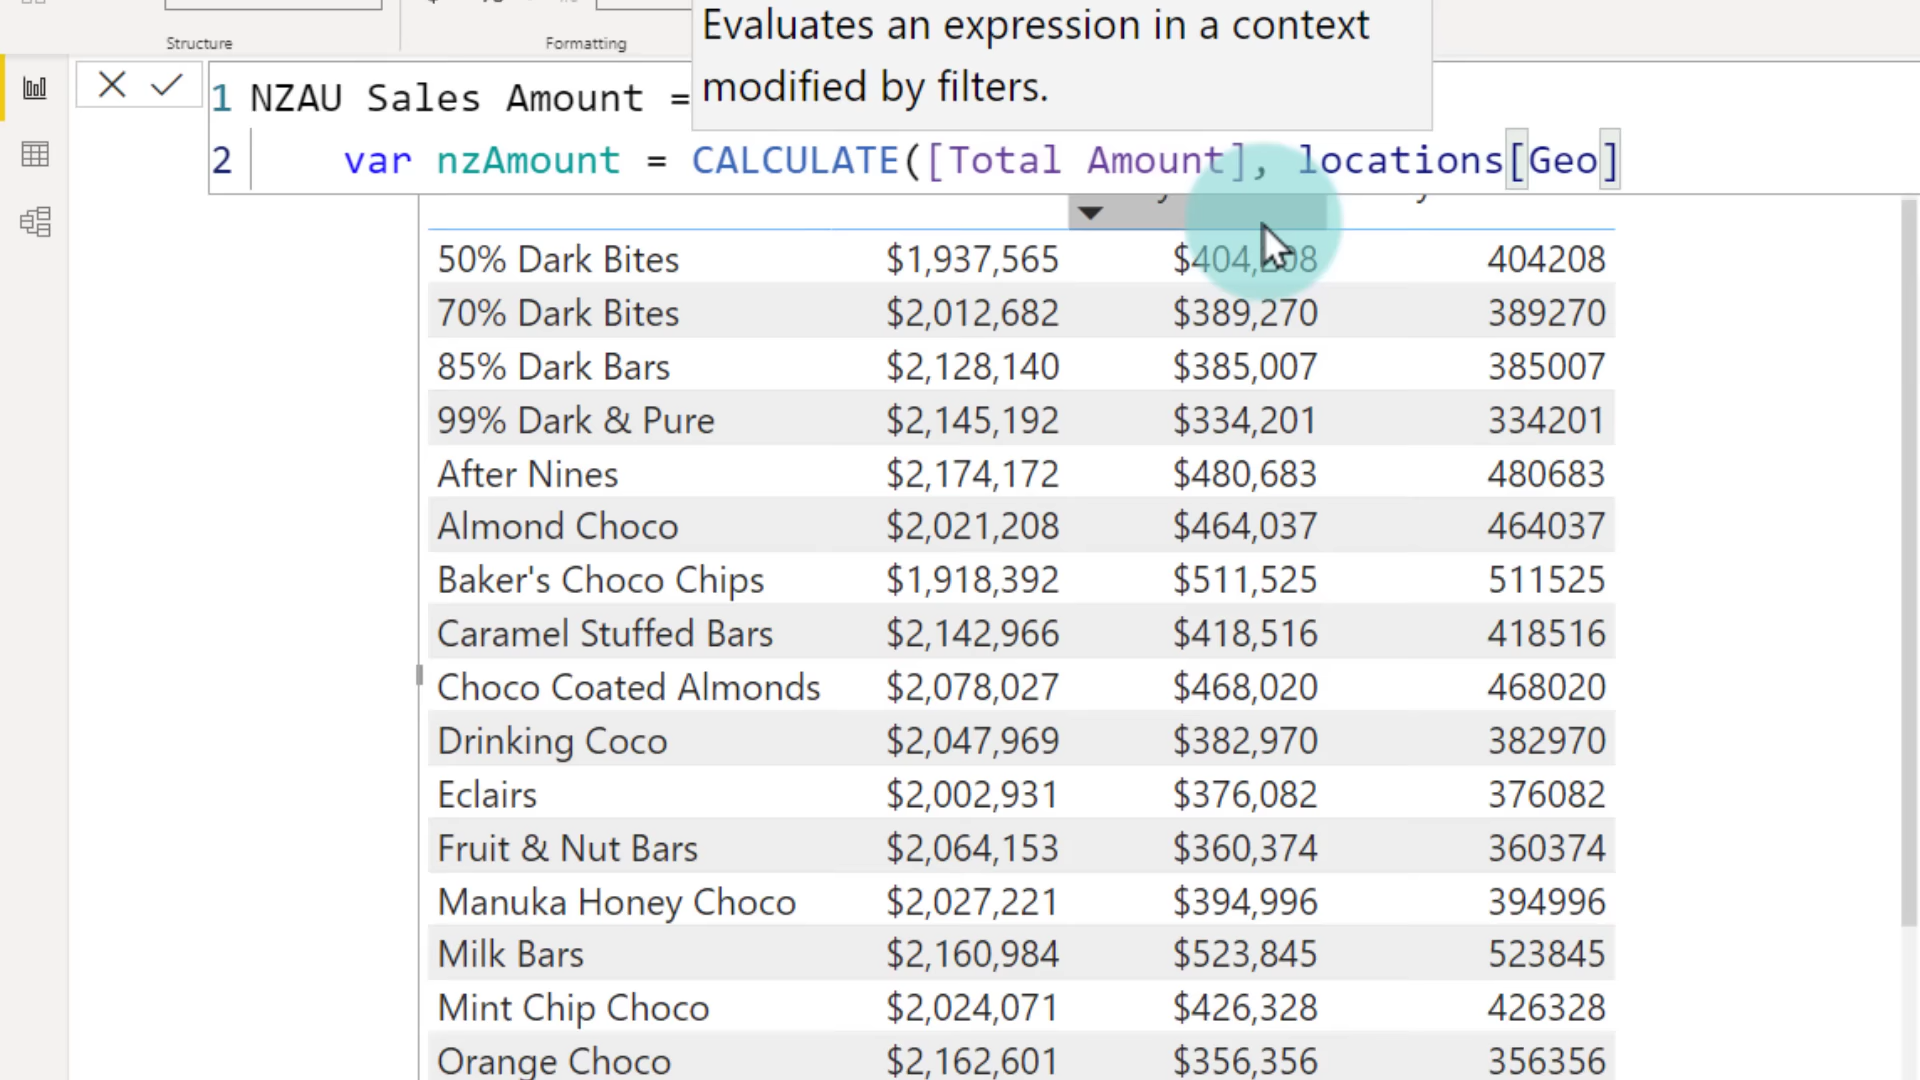 Structure
Formatting
Evaluates an expression in a context
modified by filters.
1 NZAU Sales Amount =
2 var nzAmount = CALCULATE([Total Amount], locations[Geo]
50% Dark Bites $1,937,565 $404,208 404208
70% Dark Bites $2,012,682 $389,270 389270
85% Dark Bars $2,128,140 $385,007 385007
99% Dark & Pure $2,145,192 $334,201 334201
After Nines $2,174,172 $480,683 480683
Almond Choco $2,021,208 $464,037 464037
Baker's Choco Chips $1,918,392 $511,525 511525
Caramel Stuffed Bars $2,142,966 $418,516 418516
Choco Coated Almonds $2,078,027 $468,020 468020
Drinking Coco $2,047,969 $382,970 382970
Eclairs $2,002,931 $376,082 376082
Fruit & Nut Bars $2,064,153 $360,374 360374
Manuka Honey Choco $2,027,221 $394,996 394996
Milk Bars $2,160,984 $523,845 523845
Mint Chip Choco $2,024,071 $426,328 426328
Orange Choco $2,162,601 $356,356 356356